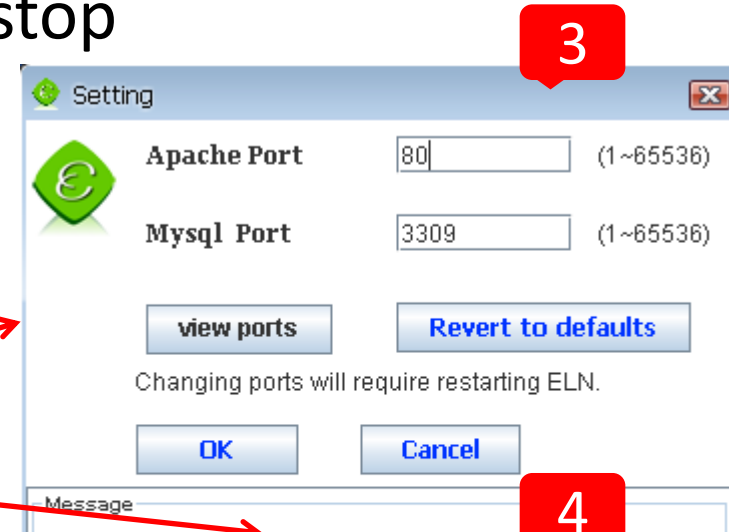 stop
3
Setting
Apache Port 80 (1~65536)
Mysql Port 3309 (1~65536)
view ports Revert to defaults
Changing ports will require restarting ELN.
OK Cancel
Message
4